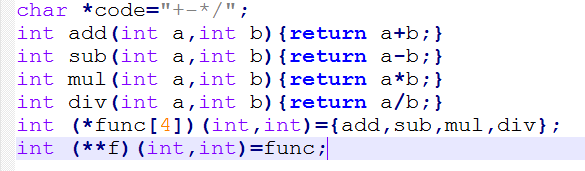 char *code="+-*/";
int add(int a,int b){return a+b;}
int sub(int a,int b){return a-b;}
int mul(int a,int b){return a*b;}
int div(int a,int b){return a/b;}
int (*func[4])(int,int)={add,sub,mul,div};
int (**f)(int,int)=func;